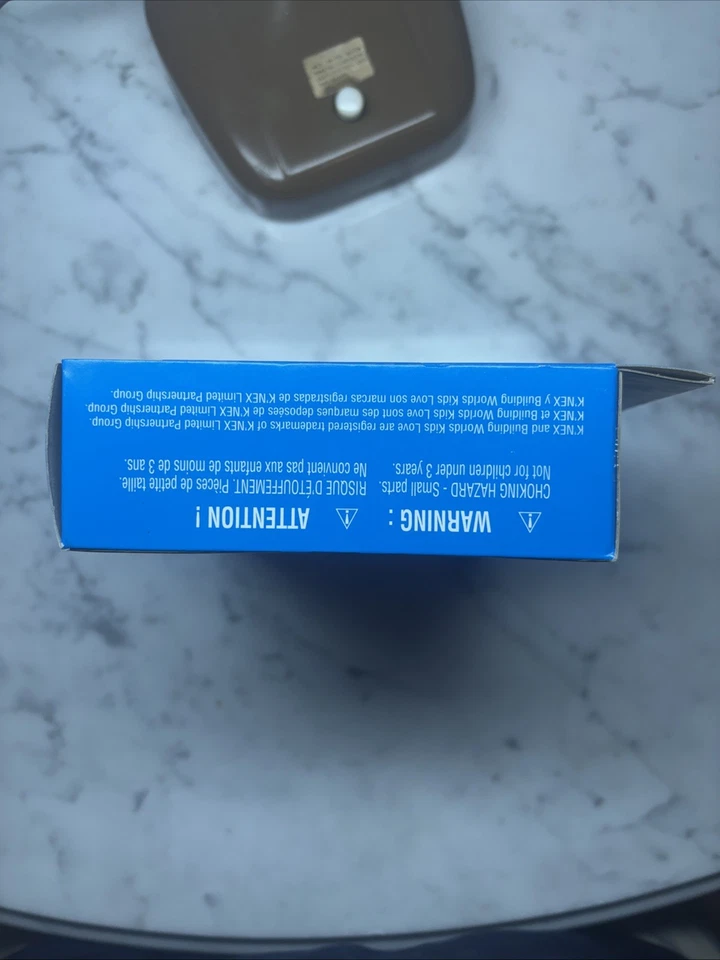 WARNING :
CHOKING HAZARD - Small parts.
Not for children under 3 years.
ATTENTION !
RISQUE D'ÉTOUFFEMENT. Pièces de petite taille.
Ne convient pas aux enfants de moins de 3 ans.
K'NEX and Building Worlds Kids Love are registered trademarks of K'NEX Limited Partnership Group.
K'NEX et Building Worlds Kids Love sont des marques deposées de K'NEX Limited Partnership Group.
K'NEX y Building Worlds Kids Love son marcas registradas de K'NEX Limited Partnership Group.